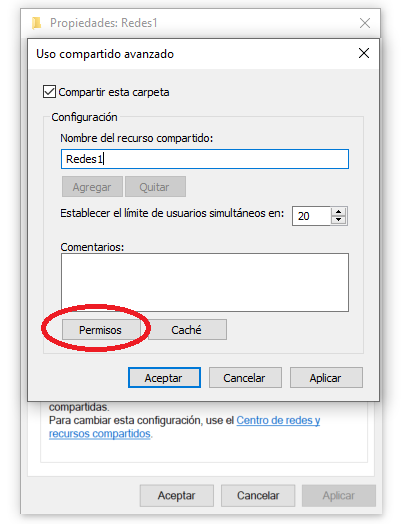 Propiedades: Redes1
Uso compartido avanzado
Compartir esta carpeta
Configuración
Nombre del recurso compartido:
Redes1
Agregar Quitar
Establecer el límite de usuarios simultáneos en: 20
Comentarios:
Permisos Caché
Aceptar Cancelar Aplicar
compartidas.
Para cambiar esta configuración, use el Centro de redes y
recursos compartidos.
Aceptar Cancelar Aplicar